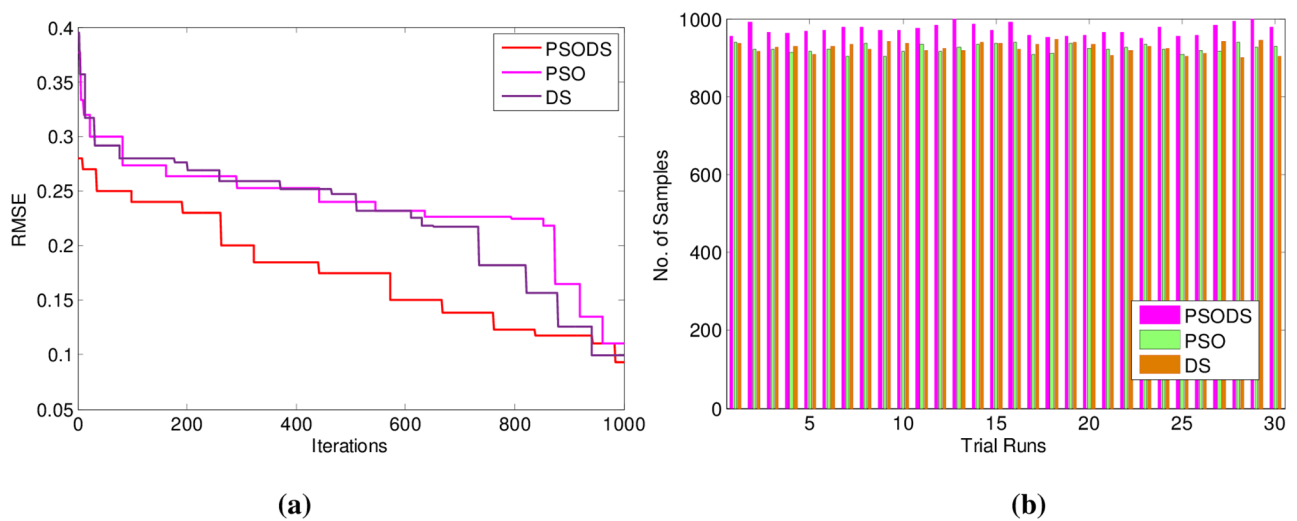 0.4
0.35
0.3
0.25
0.2
0.15
0.1
0.05
RMSE
0 200 400 600 800 1000
Iterations
PSODS
PSO
DS
(a)
1000
800
600
400
200
0
No. of Samples
5 10 15 20 25 30
Trial Runs
PSODS
PSO
DS
(b)